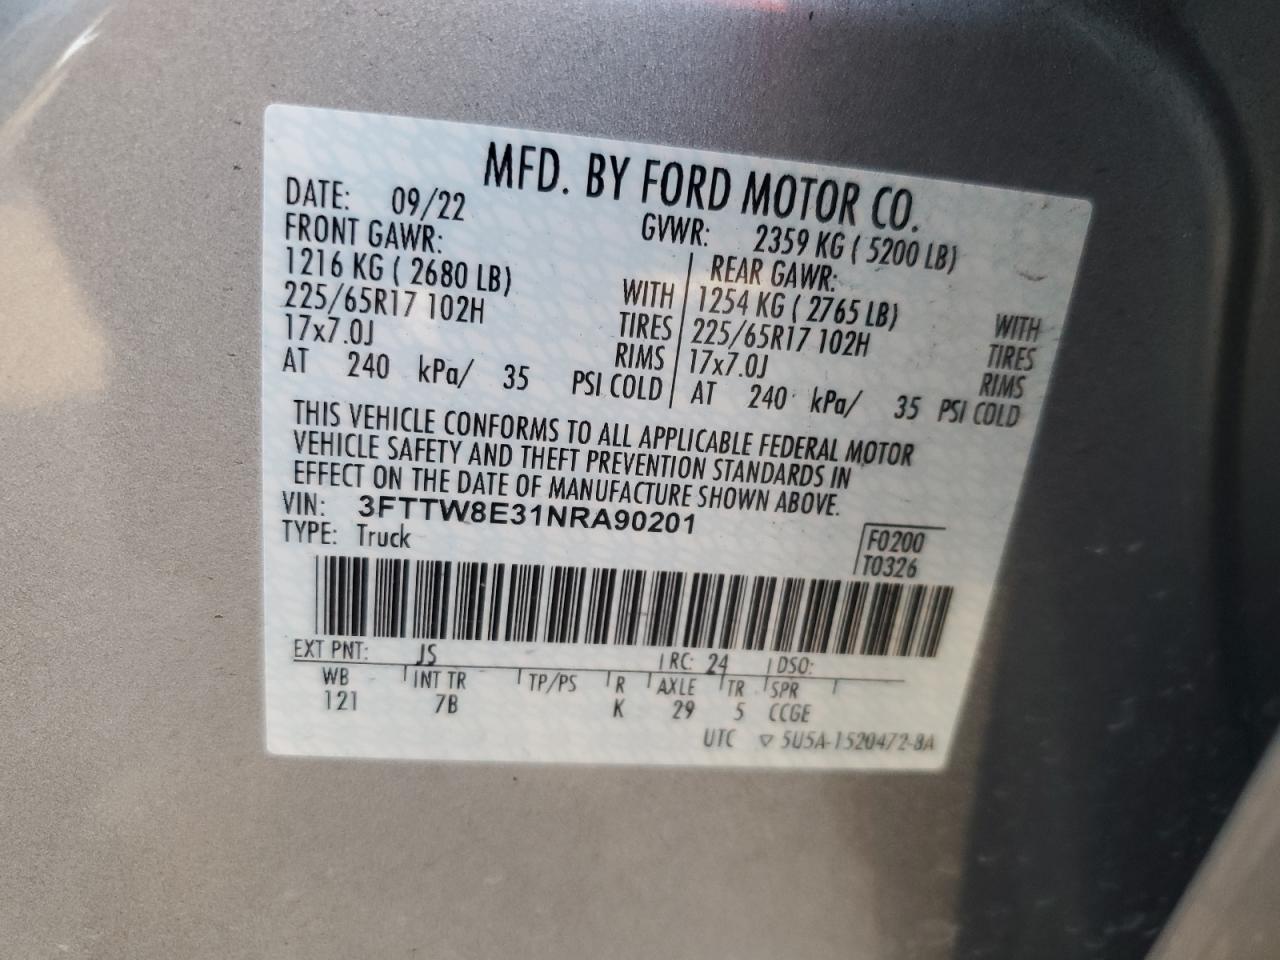 MFD. BY FORD MOTOR CO.
DATE: 09/22 GVWR: 2359 KG ( 5200 LB)
FRONT GAWR: REAR GAWR:
1216 KG ( 2680 LB) WITH 1254 KG ( 2765 LB) WITH
225/65R17 102H TIRES 225/65R17 102H TIRES
17x7.0J RIMS 17x7.0J RIMS
AT 240 kPa/ 35 PSI COLD AT 240 kPa/ 35 PSI COLD
THIS VEHICLE CONFORMS TO ALL APPLICABLE FEDERAL MOTOR
VEHICLE SAFETY AND THEFT PREVENTION STANDARDS IN
EFFECT ON THE DATE OF MANUFACTURE SHOWN ABOVE.
VIN: 3FTTW8E31NRA90201
TYPE: Truck
F0200
T0326
EXT PNT: JS RC: 24 DSO:
WB INT TR TP/PS R AXLE TR SPR
121 7B K 29 5 CCGE
UTC ▽ 5U5A-1520472-BA